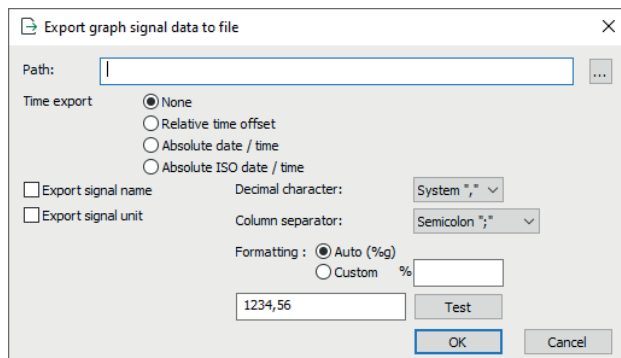 Export graph signal data to file
Path:
...
Time export
None
Relative time offset
Absolute date / time
Absolute ISO date / time
Export signal name
Decimal character: System ","
Export signal unit
Column separator: Semicolon ";"
Formatting : Auto (%g)
Custom %
1234,56 Test
OK Cancel